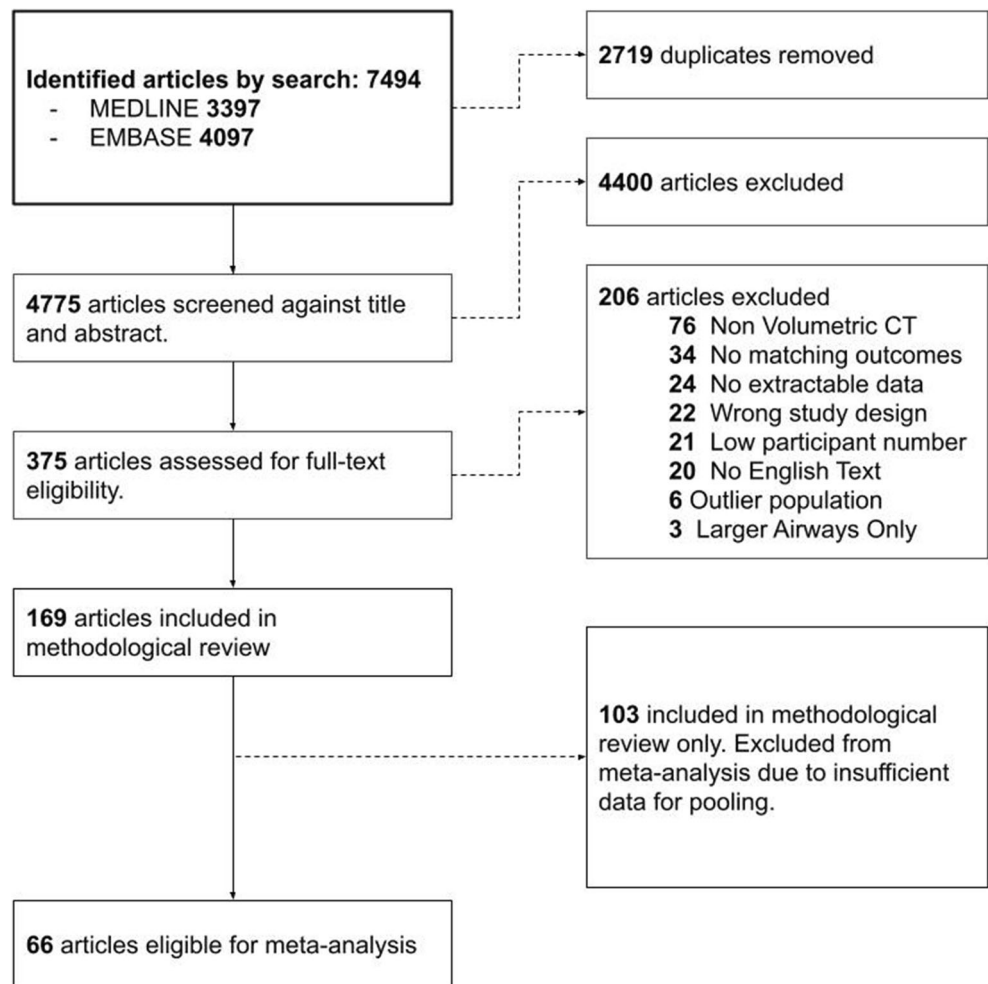 Identified articles by search: 7494
- MEDLINE 3397
- EMBASE 4097
2719 duplicates removed
4400 articles excluded
4775 articles screened against title
and abstract.
206 articles excluded
76 Non Volumetric CT
34 No matching outcomes
24 No extractable data
22 Wrong study design
21 Low participant number
20 No English Text
6 Outlier population
3 Larger Airways Only
375 articles assessed for full-text
eligibility.
169 articles included in
methodological review
103 included in methodological
review only. Excluded from
meta-analysis due to insufficient
data for pooling.
66 articles eligible for meta-analysis